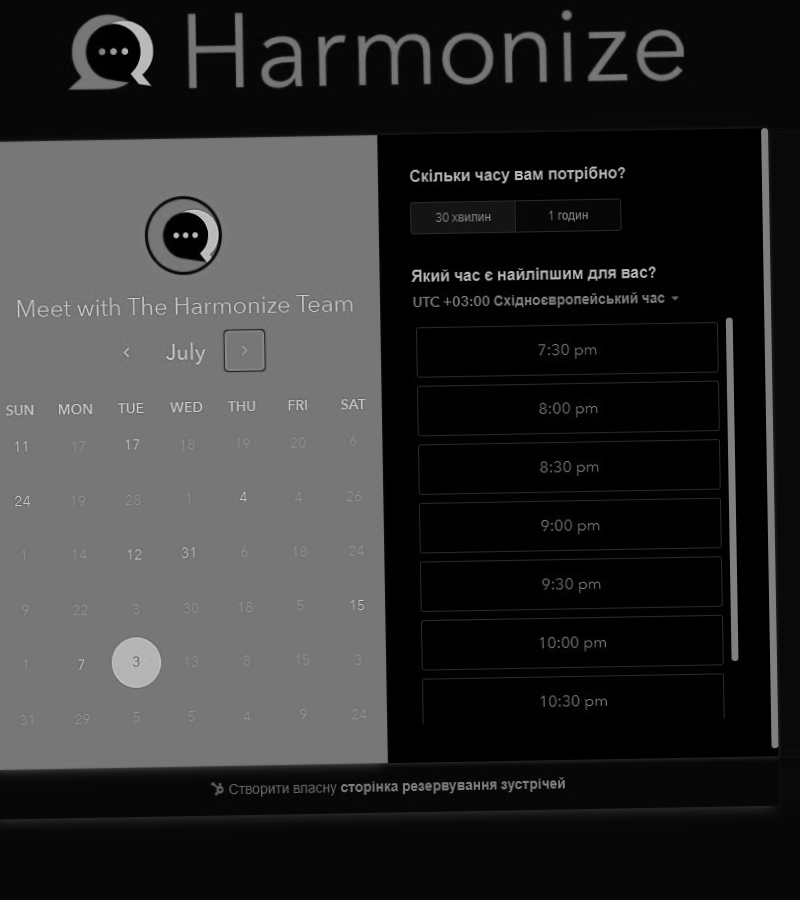 Harmonize
Meet with The Harmonize Team
July
SUN MON TUE WED THU FRI SAT
11 17 17 18 19 20 6
24 19 28 1 4 4 26
1 14 12 31 6 18 24
9 22 3 30 18 5 15
1 7 3 13 8 15 3
31 29 5 5 4 9 24
Скільки часу вам потрібно?
30 хвилин 1 годин
Який час є найліпшим для вас?
UTC +03:00 Східноєвропейський час
7:30 pm
8:00 pm
8:30 pm
9:00 pm
9:30 pm
10:00 pm
10:30 pm
Створити власну сторінка резервування зустрічей